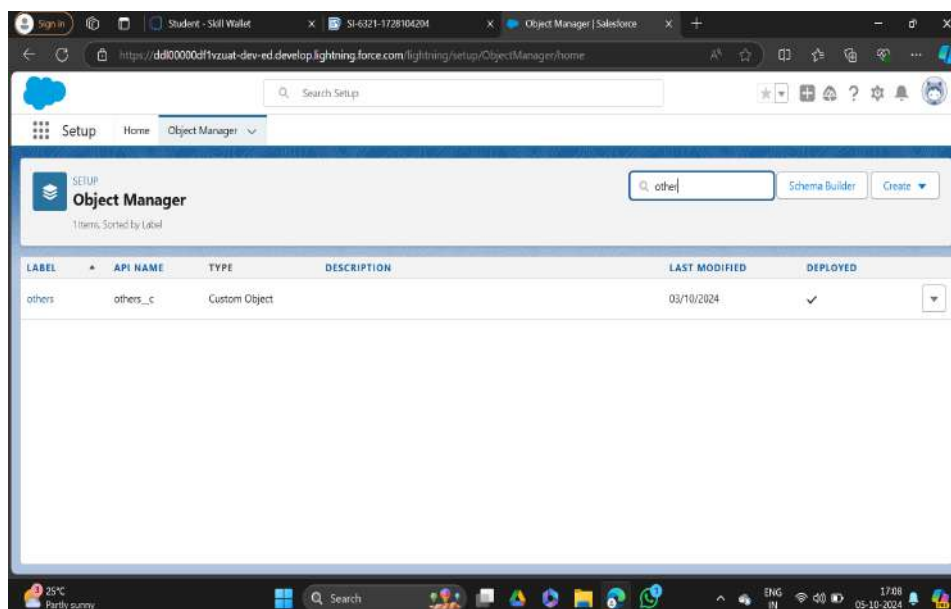 Sign in
Student - Skill Wallet
SI-6321-1728104204
Object Manager | Salesforce
https://ddl00000df1vzuat-dev-ed.develop.lightning.force.com/lightning/setup/ObjectManager/home
Search Setup
Setup Home Object Manager
SETUP
Object Manager
1 Items, Sorted by Label
other
Schema Builder
Create
LABEL API NAME TYPE DESCRIPTION LAST MODIFIED DEPLOYED
others others__c Custom Object 03/10/2024
3
25°C
Partly sunny
Search
ENG
IN
17:08
05-10-2024